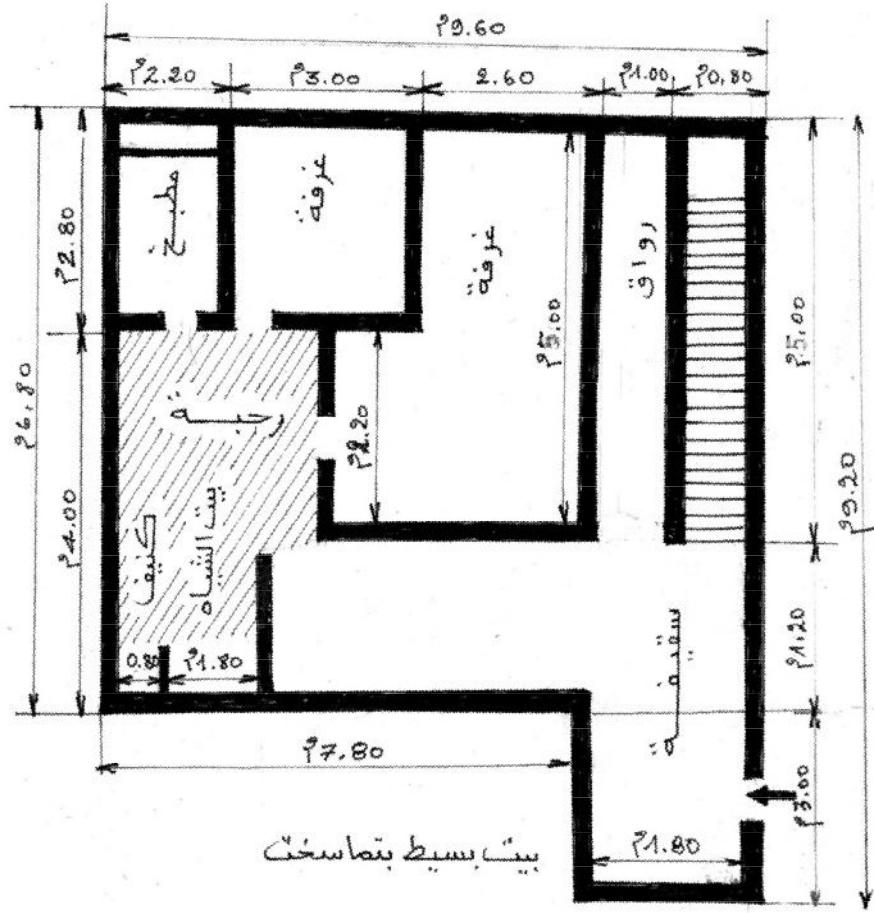 9.60م
2.20م
3.00م
2.60
1.00م
0.80م
مطبخ
غرفة
غرفة
رواق
2.80م
6.80م
4.00م
2.20م
5.00م
5.00م
9.20م
1.20م
3.00م
رحبة
كنيف
بيت الشياه
سقيفة
0.80
1.80م
7.80م
1.80م
بيت بسيط بتماسخت